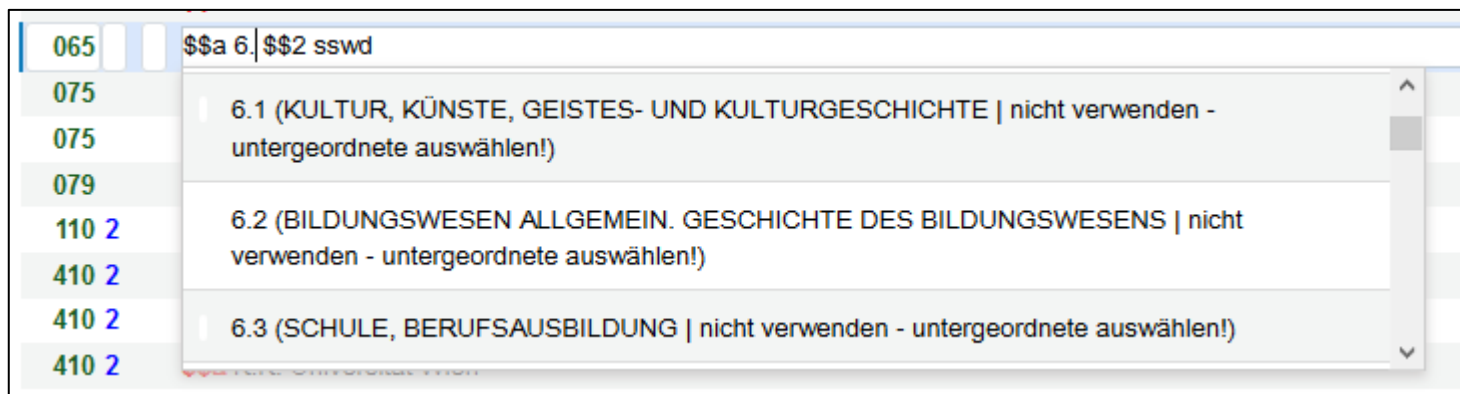 065 $$a 6. $$2 sswd
075
6.1 (KULTUR, KÜNSTE, GEISTES- UND KULTURGESCHICHTE | nicht verwenden -
untergeordnete auswählen!)
075
079
6.2 (BILDUNGSWESEN ALLGEMEIN. GESCHICHTE DES BILDUNGSWESENS | nicht
verwenden - untergeordnete auswählen!)
110 2
410 2
6.3 (SCHULE, BERUFSAUSBILDUNG | nicht verwenden - untergeordnete auswählen!)
410 2
410 2